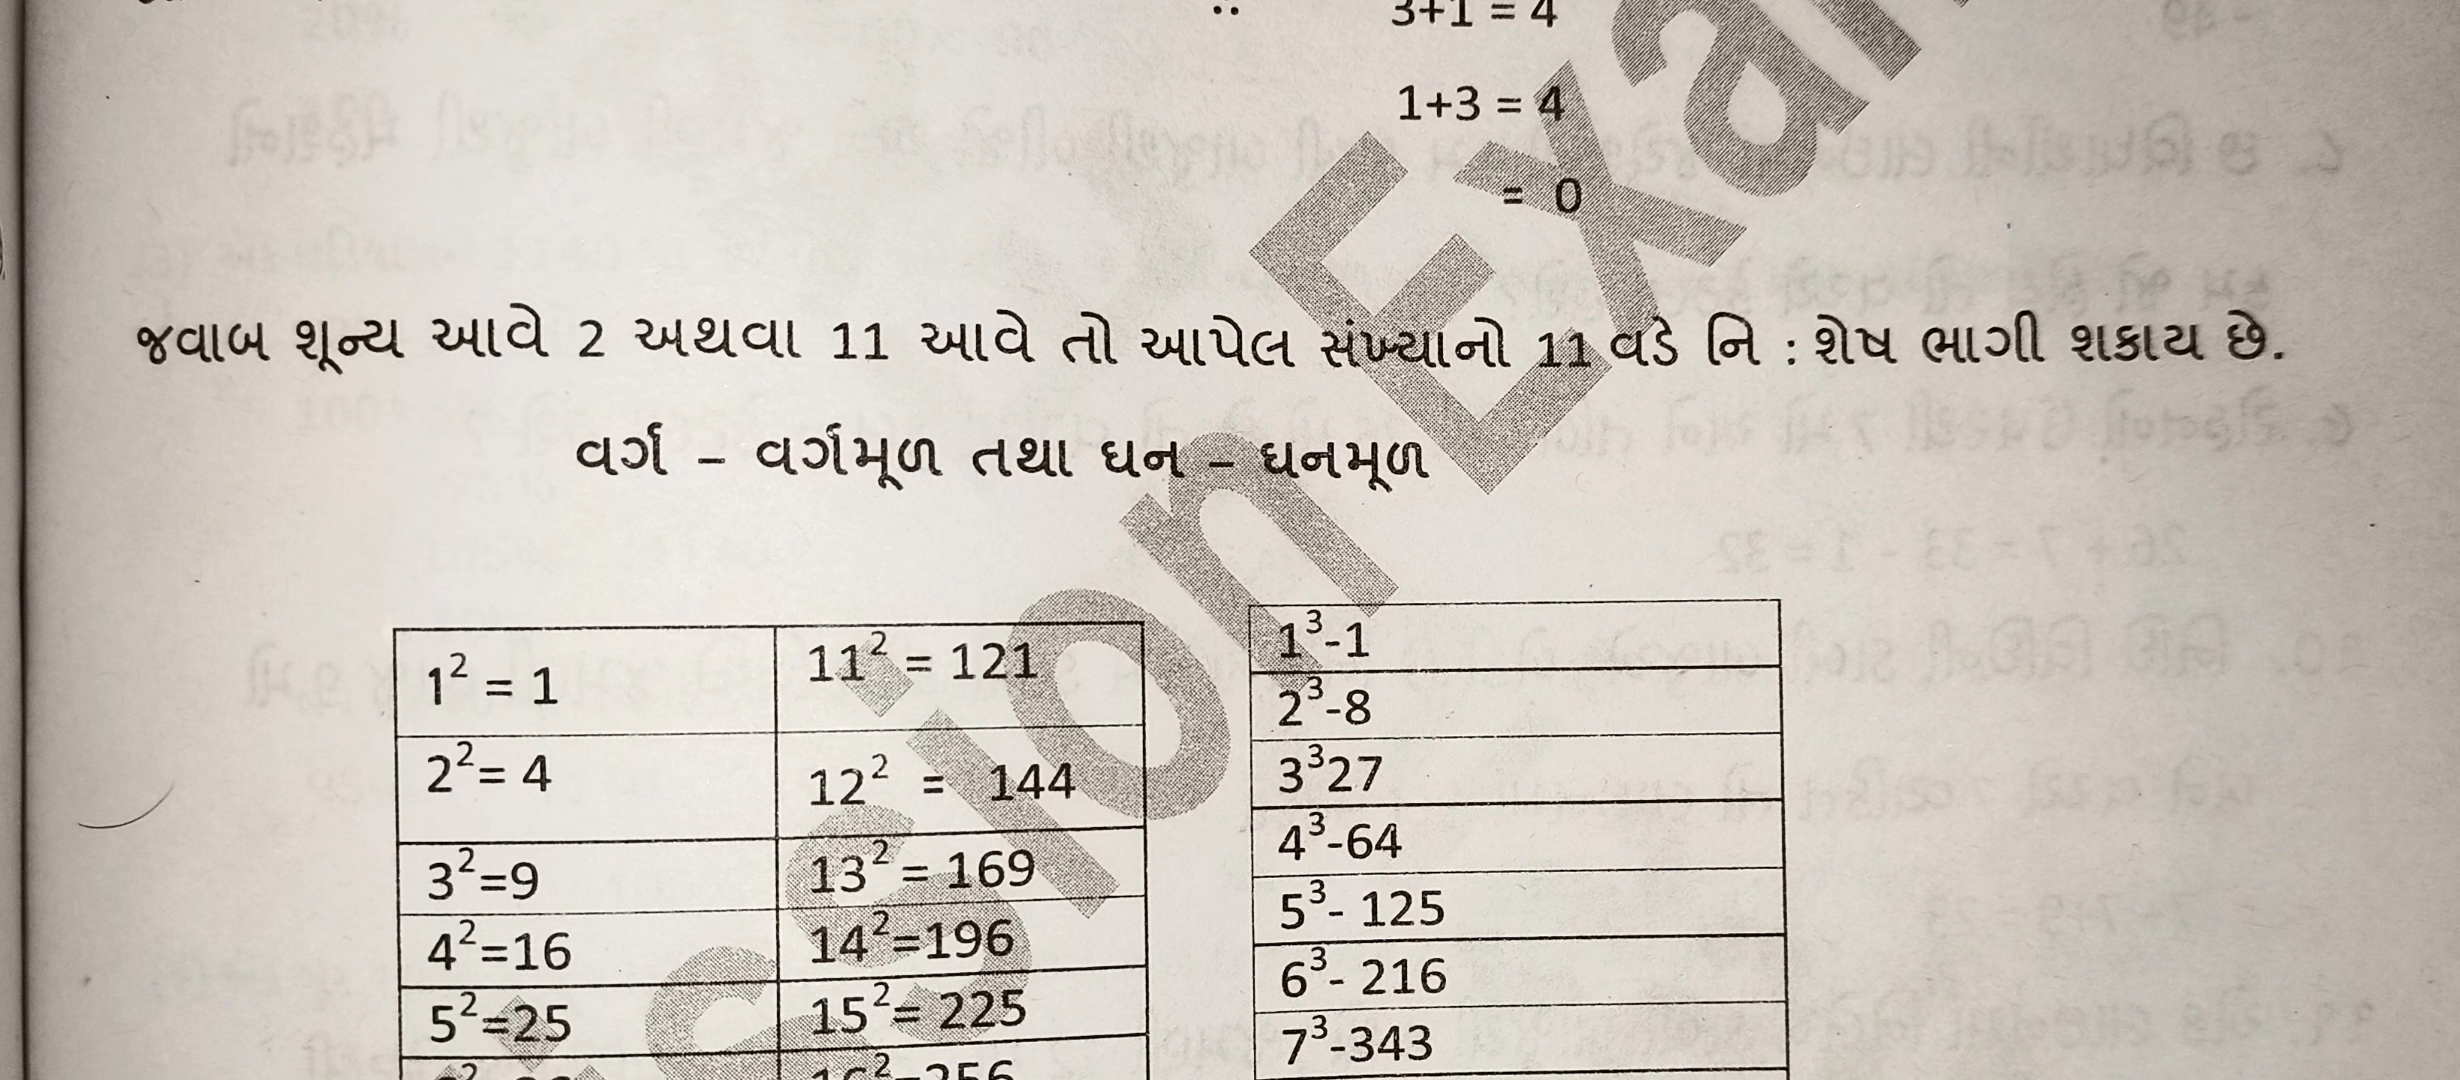 3+1 = 4
1+3 = 4
= 0
જવાબ શૂન્ય આવે 2 અથવા 11 આવે તો આપેલ સંખ્યાનો 11 વડે નિ : શેષ ભાગી શકાય છે.
વર્ગ – વર્ગમૂળ તથા ઘન – ઘનમૂળ
1² = 1
11² = 121
2²= 4
12² = 144
3²=9
13² = 169
4²=16
14²=196
5²=25
15²= 225
16²=256
1³-1
2³-8
3³27
4³-64
5³- 125
6³- 216
7³-343